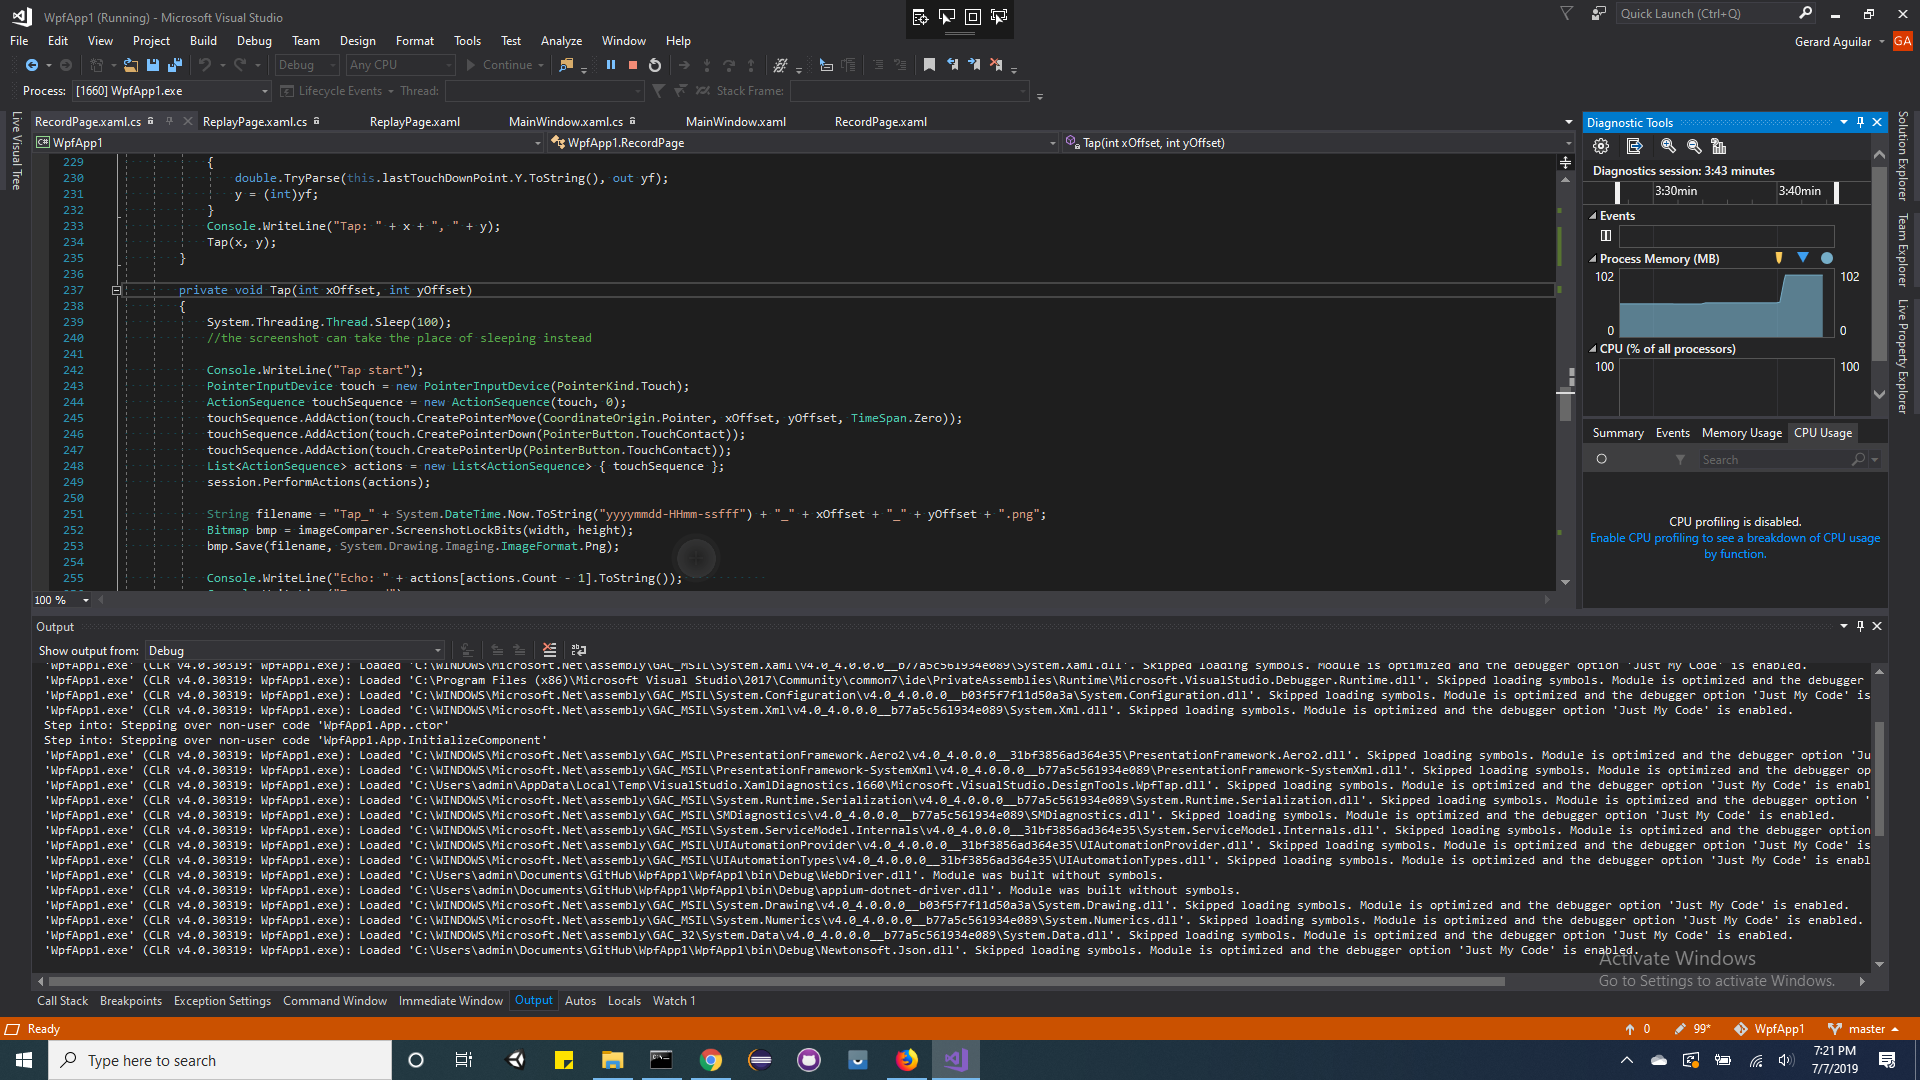 WpfApp1 (Running) - Microsoft Visual Studio
Quick Launch (Ctrl+Q)
File Edit View Project Build Debug Team Format Tools Test Analyze Window Help
File Edit View Project Build Debug Team Design Format Tools Test Analyze Window Help
Gerard Aguilar GA
Debug Any CPU Continue
Process: [1660] WpfApp1.exe Lifecycle Events Thread: Stack Frame:
Live Visual Tree
RecordPage.xaml.cs ReplayPage.xaml.cs ReplayPage.xaml MainWindow.xaml.cs MainWindow.xaml RecordPage.xaml
C# WpfApp1 WpfApp1.RecordPage Tap(int xOffset, int yOffset)
229 {
230 double.TryParse(this.lastTouchDownPoint.Y.ToString(), out yf);
231 y = (int)yf;
232 }
233 Console.WriteLine("Tap: " + x + ", " + y);
234 Tap(x, y);
235 }
236
237 private void Tap(int xOffset, int yOffset)
238 {
239 System.Threading.Thread.Sleep(100);
240 //the screenshot can take the place of sleeping instead
241
242 Console.WriteLine("Tap start");
243 PointerInputDevice touch = new PointerInputDevice(PointerKind.Touch);
244 ActionSequence touchSequence = new ActionSequence(touch, 0);
245 touchSequence.AddAction(touch.CreatePointerMove(CoordinateOrigin.Pointer, xOffset, yOffset, TimeSpan.Zero));
246 touchSequence.AddAction(touch.CreatePointerDown(PointerButton.TouchContact));
247 touchSequence.AddAction(touch.CreatePointerUp(PointerButton.TouchContact));
248 List<ActionSequence> actions = new List<ActionSequence> { touchSequence };
249 session.PerformActions(actions);
250
251 String filename = "Tap_" + System.DateTime.Now.ToString("yyyymmdd-HHmm-ssfff") + "_" + xOffset + "_" + yOffset + ".png";
252 Bitmap bmp = imageComparer.ScreenshotLockBits(width, height);
253 bmp.Save(filename, System.Drawing.Imaging.ImageFormat.Png);
254
255 Console.WriteLine("Echo: " + actions[actions.Count - 1].ToString());
100 %
Diagnostic Tools
Diagnostics session: 3:43 minutes
3:30min 3:40min
Events
Process Memory (MB)
102 102
0 0
CPU (% of all processors)
100 100
Summary Events Memory Usage CPU Usage
Search
CPU profiling is disabled.
Enable CPU profiling to see a breakdown of CPU usage
by function.
Solution Explorer
Team Explorer
Live Property Explorer
Output
Show output from: Debug
'WpfApp1.exe' (CLR v4.0.30319: WpfApp1.exe): Loaded 'C:\WINDOWS\Microsoft.Net\assembly\GAC_MSIL\System.Xaml\v4.0_4.0.0.0__b77a5c561934e089\System.Xaml.dll'. Skipped loading symbols. Module is optimized and the debugger option 'Just My Code' is enabled.
'WpfApp1.exe' (CLR v4.0.30319: WpfApp1.exe): Loaded 'C:\Program Files (x86)\Microsoft Visual Studio\2017\Community\common7\ide\PrivateAssemblies\Runtime\Microsoft.VisualStudio.Debugger.Runtime.dll'. Skipped loading symbols. Module is optimized and the debugger
'WpfApp1.exe' (CLR v4.0.30319: WpfApp1.exe): Loaded 'C:\WINDOWS\Microsoft.Net\assembly\GAC_MSIL\System.Configuration\v4.0_4.0.0.0__b03f5f7f11d50a3a\System.Configuration.dll'. Skipped loading symbols. Module is optimized and the debugger option 'Just My Code' is
'WpfApp1.exe' (CLR v4.0.30319: WpfApp1.exe): Loaded 'C:\WINDOWS\Microsoft.Net\assembly\GAC_MSIL\System.Xml\v4.0_4.0.0.0__b77a5c561934e089\System.Xml.dll'. Skipped loading symbols. Module is optimized and the debugger option 'Just My Code' is enabled.
Step into: Stepping over non-user code 'WpfApp1.App..ctor'
Step into: Stepping over non-user code 'WpfApp1.App.InitializeComponent'
'WpfApp1.exe' (CLR v4.0.30319: WpfApp1.exe): Loaded 'C:\WINDOWS\Microsoft.Net\assembly\GAC_MSIL\PresentationFramework.Aero2\v4.0_4.0.0.0__31bf3856ad364e35\PresentationFramework.Aero2.dll'. Skipped loading symbols. Module is optimized and the debugger option 'Ju
'WpfApp1.exe' (CLR v4.0.30319: WpfApp1.exe): Loaded 'C:\WINDOWS\Microsoft.Net\assembly\GAC_MSIL\PresentationFramework-SystemXml\v4.0_4.0.0.0__b77a5c561934e089\PresentationFramework-SystemXml.dll'. Skipped loading symbols. Module is optimized and the debugger op
'WpfApp1.exe' (CLR v4.0.30319: WpfApp1.exe): Loaded 'C:\Users\admin\AppData\Local\Temp\VisualStudio.XamlDiagnostics.1660\Microsoft.VisualStudio.DesignTools.WpfTap.dll'. Skipped loading symbols. Module is optimized and the debugger option 'Just My Code' is enabl
'WpfApp1.exe' (CLR v4.0.30319: WpfApp1.exe): Loaded 'C:\WINDOWS\Microsoft.Net\assembly\GAC_MSIL\System.Runtime.Serialization\v4.0_4.0.0.0__b77a5c561934e089\System.Runtime.Serialization.dll'. Skipped loading symbols. Module is optimized and the debugger option '
'WpfApp1.exe' (CLR v4.0.30319: WpfApp1.exe): Loaded 'C:\WINDOWS\Microsoft.Net\assembly\GAC_MSIL\SMDiagnostics\v4.0_4.0.0.0__b77a5c561934e089\SMDiagnostics.dll'. Skipped loading symbols. Module is optimized and the debugger option 'Just My Code' is enabled.
'WpfApp1.exe' (CLR v4.0.30319: WpfApp1.exe): Loaded 'C:\WINDOWS\Microsoft.Net\assembly\GAC_MSIL\System.ServiceModel.Internals\v4.0_4.0.0.0__31bf3856ad364e35\System.ServiceModel.Internals.dll'. Skipped loading symbols. Module is optimized and the debugger option
'WpfApp1.exe' (CLR v4.0.30319: WpfApp1.exe): Loaded 'C:\WINDOWS\Microsoft.Net\assembly\GAC_MSIL\UIAutomationProvider\v4.0_4.0.0.0__31bf3856ad364e35\UIAutomationProvider.dll'. Skipped loading symbols. Module is optimized and the debugger option 'Just My Code' is
'WpfApp1.exe' (CLR v4.0.30319: WpfApp1.exe): Loaded 'C:\WINDOWS\Microsoft.Net\assembly\GAC_MSIL\UIAutomationTypes\v4.0_4.0.0.0__31bf3856ad364e35\UIAutomationTypes.dll'. Skipped loading symbols. Module is optimized and the debugger option 'Just My Code' is enabl
'WpfApp1.exe' (CLR v4.0.30319: WpfApp1.exe): Loaded 'C:\Users\admin\Documents\GitHub\WpfApp1\WpfApp1\bin\Debug\WebDriver.dll'. Module was built without symbols.
'WpfApp1.exe' (CLR v4.0.30319: WpfApp1.exe): Loaded 'C:\Users\admin\Documents\GitHub\WpfApp1\WpfApp1\bin\Debug\appium-dotnet-driver.dll'. Module was built without symbols.
'WpfApp1.exe' (CLR v4.0.30319: WpfApp1.exe): Loaded 'C:\WINDOWS\Microsoft.Net\assembly\GAC_MSIL\System.Drawing\v4.0_4.0.0.0__b03f5f7f11d50a3a\System.Drawing.dll'. Skipped loading symbols. Module is optimized and the debugger option 'Just My Code' is enabled.
'WpfApp1.exe' (CLR v4.0.30319: WpfApp1.exe): Loaded 'C:\WINDOWS\Microsoft.Net\assembly\GAC_MSIL\System.Numerics\v4.0_4.0.0.0__b77a5c561934e089\System.Numerics.dll'. Skipped loading symbols. Module is optimized and the debugger option 'Just My Code' is enabled.
'WpfApp1.exe' (CLR v4.0.30319: WpfApp1.exe): Loaded 'C:\WINDOWS\Microsoft.Net\assembly\GAC_32\System.Data\v4.0_4.0.0.0__b77a5c561934e089\System.Data.dll'. Skipped loading symbols. Module is optimized and the debugger option 'Just My Code' is enabled.
'WpfApp1.exe' (CLR v4.0.30319: WpfApp1.exe): Loaded 'C:\Users\admin\Documents\GitHub\WpfApp1\WpfApp1\bin\Debug\Newtonsoft.Json.dll'. Skipped loading symbols. Module is optimized and the debugger option 'Just My Code' is enabled.
Activate Windows
Go to Settings to activate Windows.
Call Stack Breakpoints Exception Settings Command Window Immediate Window Output Autos Locals Watch 1
Ready 0 99* WpfApp1 master
Type here to search
7:21 PM
7/7/2019